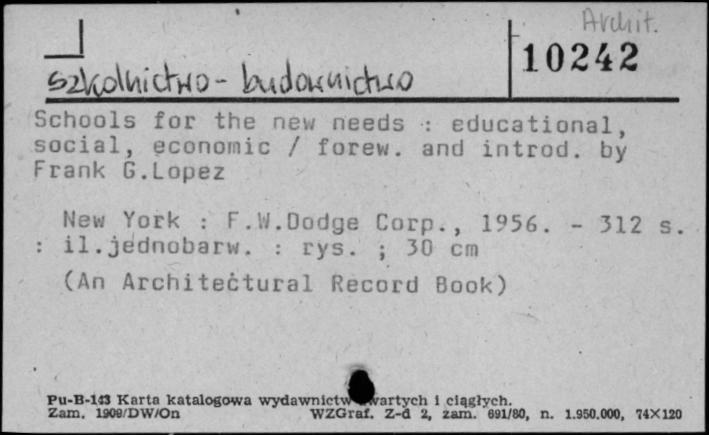 Archit.
10242
szkolnictwo - budownictwo
Schools for the new needs : educational,
social, economic / forew. and introd. by
Frank G.Lopez
New York : F.W.Dodge Corp., 1956. - 312 s.
: il.jednobarw. : rys. ; 30 cm
(An Architectural Record Book)
Pu-B-143 Karta katalogowa wydawnictw zwartych i ciągłych.
Zam. 1909/DW/On WZGraf. Z-d 2, zam. 691/80, n. 1.950.000, 74×120